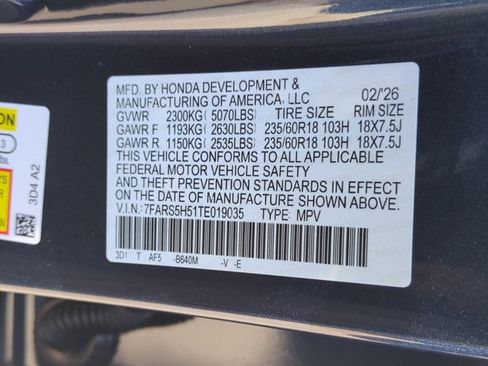 MFD. BY HONDA DEVELOPMENT &
MANUFACTURING OF AMERICA, LLC 02/'26
GVWR 2300KG( 5070LBS) TIRE SIZE RIM SIZE
GAWR F 1193KG( 2630LBS) 235/60R18 103H 18X7.5J
GAWR R 1150KG( 2535LBS) 235/60R18 103H 18X7.5J
THIS VEHICLE CONFORMS TO ALL APPLICABLE
FEDERAL MOTOR VEHICLE SAFETY
AND THEFT PREVENTION STANDARDS IN EFFECT
ON THE DATE OF MANUFACTURE SHOWN ABOVE.
V.I.N.:7FARS5H51TE019035 TYPE: MPV
3D1 T AF5 -B640M -V -E
ON
3
lbs.
3D4 A2